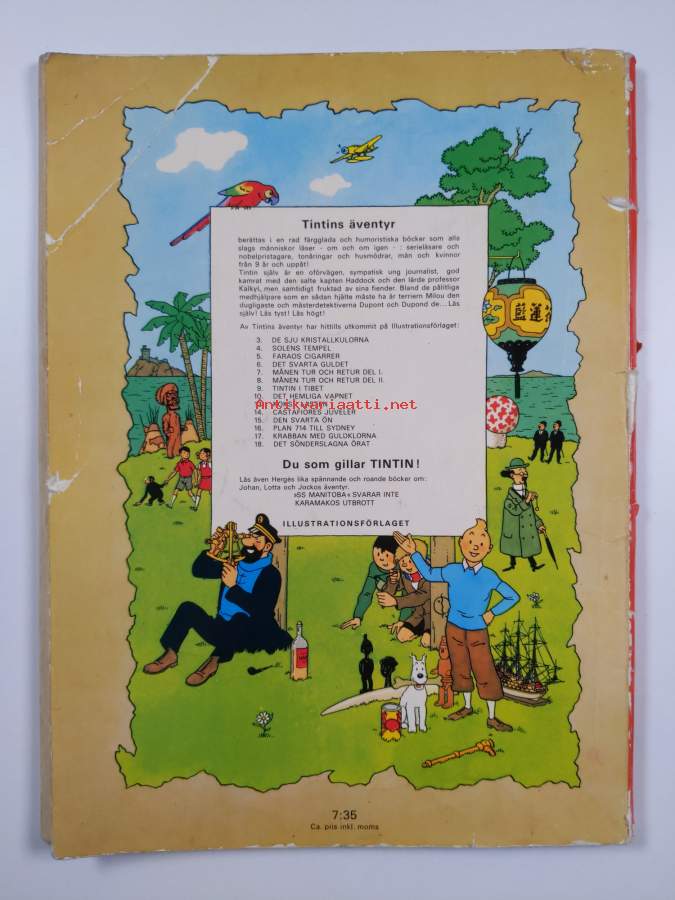 Tintins äventyr
berättas i en rad färgglada och humoristiska böcker som alla
slags människor läser - om och om igen - : serieläsare och
nobelpristagare, tonåringar och husmödrar, män och kvinnor
från 9 år och uppåt!
Tintin själv är en oförvägen, sympatisk ung journalist, god
kamrat med den salte kapten Haddock och den lärde professor
Kalkyl, men samtidigt fruktad av sina fiender. Bland de pålitliga
medhjälpare som en sådan hjälte måste ha är terriern Milou den
dugligaste och mästerdetektiverna Dupont och Dupond de... Läs
själv! Läs tyst! Läs högt!
Av Tintins äventyr har hittills utkommit på Illustrationsförlaget:
3. DE SJU KRISTALLKULORNA
4. SOLENS TEMPEL
5. FARAOS CIGARRER
6. DET SVARTA GULDET
7. MÅNEN TUR OCH RETUR DEL I.
8. MÅNEN TUR OCH RETUR DEL II.
9. TINTIN I TIBET
10. DET HEMLIGA VAPNET
Antikvariaatti.net
14. CASTAFIORES JUVELER
15. DEN SVARTA ÖN
16. PLAN 714 TILL SYDNEY
17. KRABBAN MED GULDKLORNA
18. DET SÖNDERSLAGNA ÖRAT
Du som gillar TINTIN!
Läs även Hergés lika spännande och roande böcker om:
Johan, Lotta och Jockos äventyr.
»SS MANITOBA« SVARAR INTE
KARAMAKOS UTBROTT
ILLUSTRATIONSFÖRLAGET
7:35
Ca. pris inkl. moms